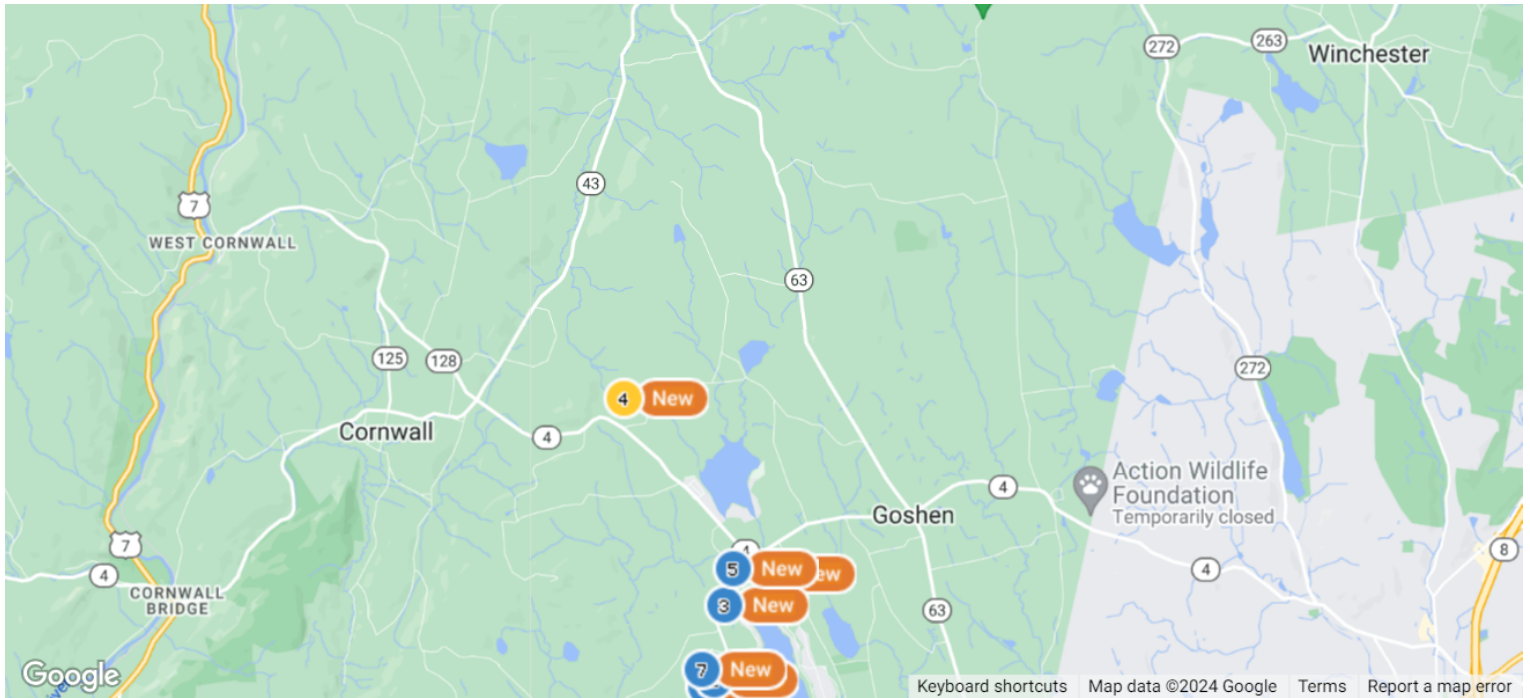 272
263
Winchester
43
7
WEST CORNWALL
63
125
128
272
4
New
Cornwall
4
Action Wildlife
Foundation
Temporarily closed
4
Goshen
7
4
8
5
New
ew
4
4
CORNWALL
BRIDGE
3
New
63
7
New
Google
Keyboard shortcuts
Map data ©2024 Google
Terms
Report a map error